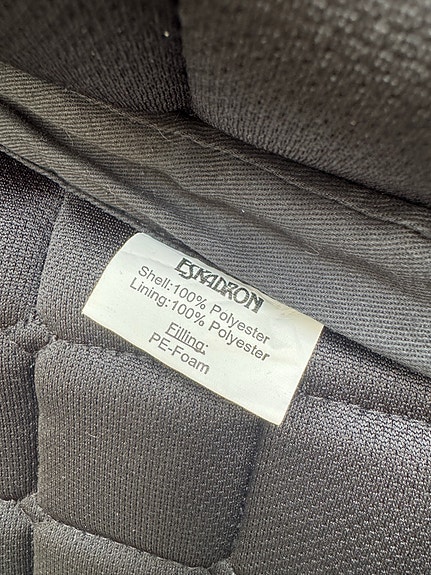 ESKADRON
Shell:100% Polyester
Lining:100% Polyester
Filling:
PE-Foam